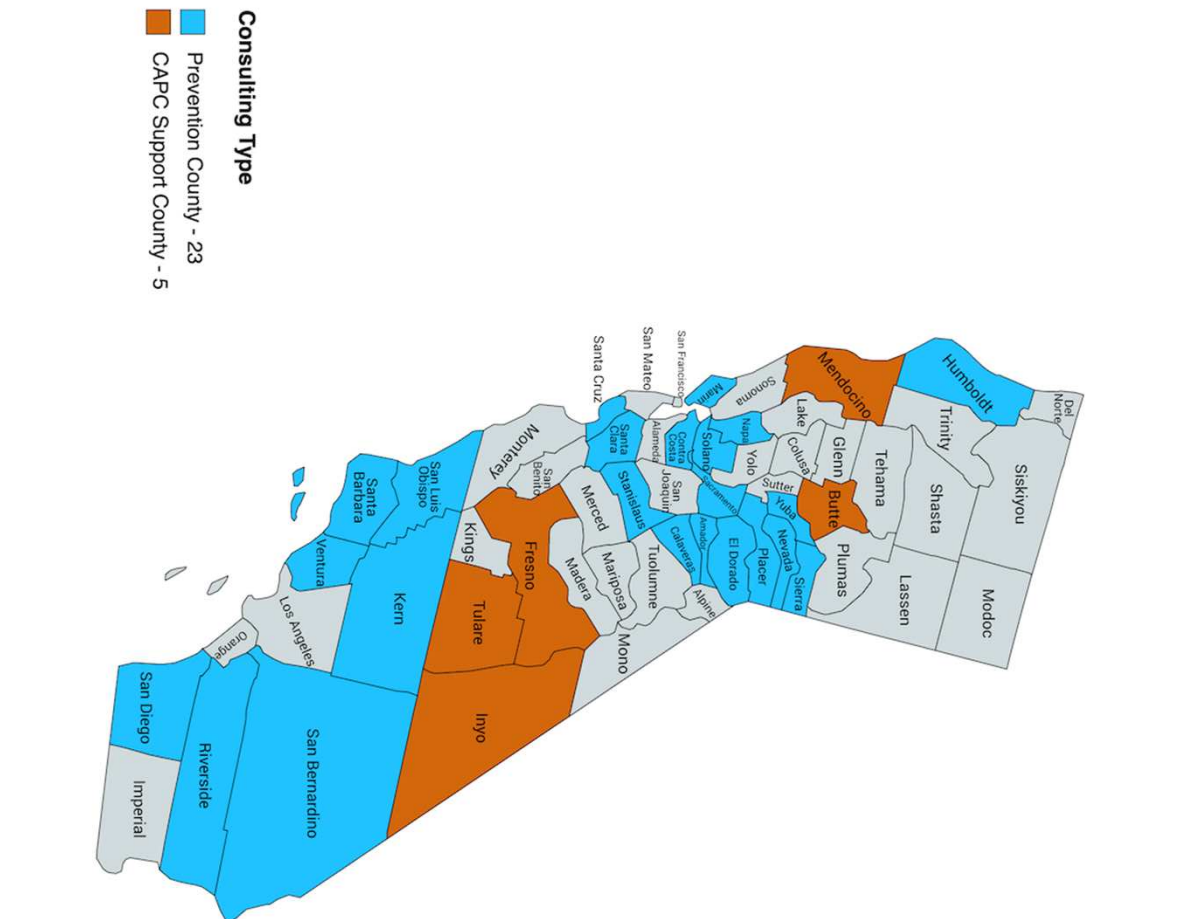 Consulting Type
Prevention County - 23
CAPC Support County - 5
Del
Norte
Siskiyou
Modoc
Humboldt
Trinity
Shasta
Lassen
Tehama
Mendocino
Glenn
Butte
Plumas
Lake
Colusa
Sutter
Yuba
Nevada
Sierra
Sonoma
Napa
Yolo
Placer
El Dorado
Marin
Solano
Sacramento
Amador
Alpine
San Francisco
Contra
Costa
San
Joaquin
Calaveras
San Mateo
Alameda
Stanislaus
Tuolumne
Mono
Santa Cruz
Santa
Clara
Merced
Mariposa
Madera
Monterey
San
Benito
Fresno
Kings
Tulare
Inyo
San Luis
Obispo
Kern
Santa
Barbara
Ventura
Los Angeles
San Bernardino
Orange
Riverside
San Diego
Imperial